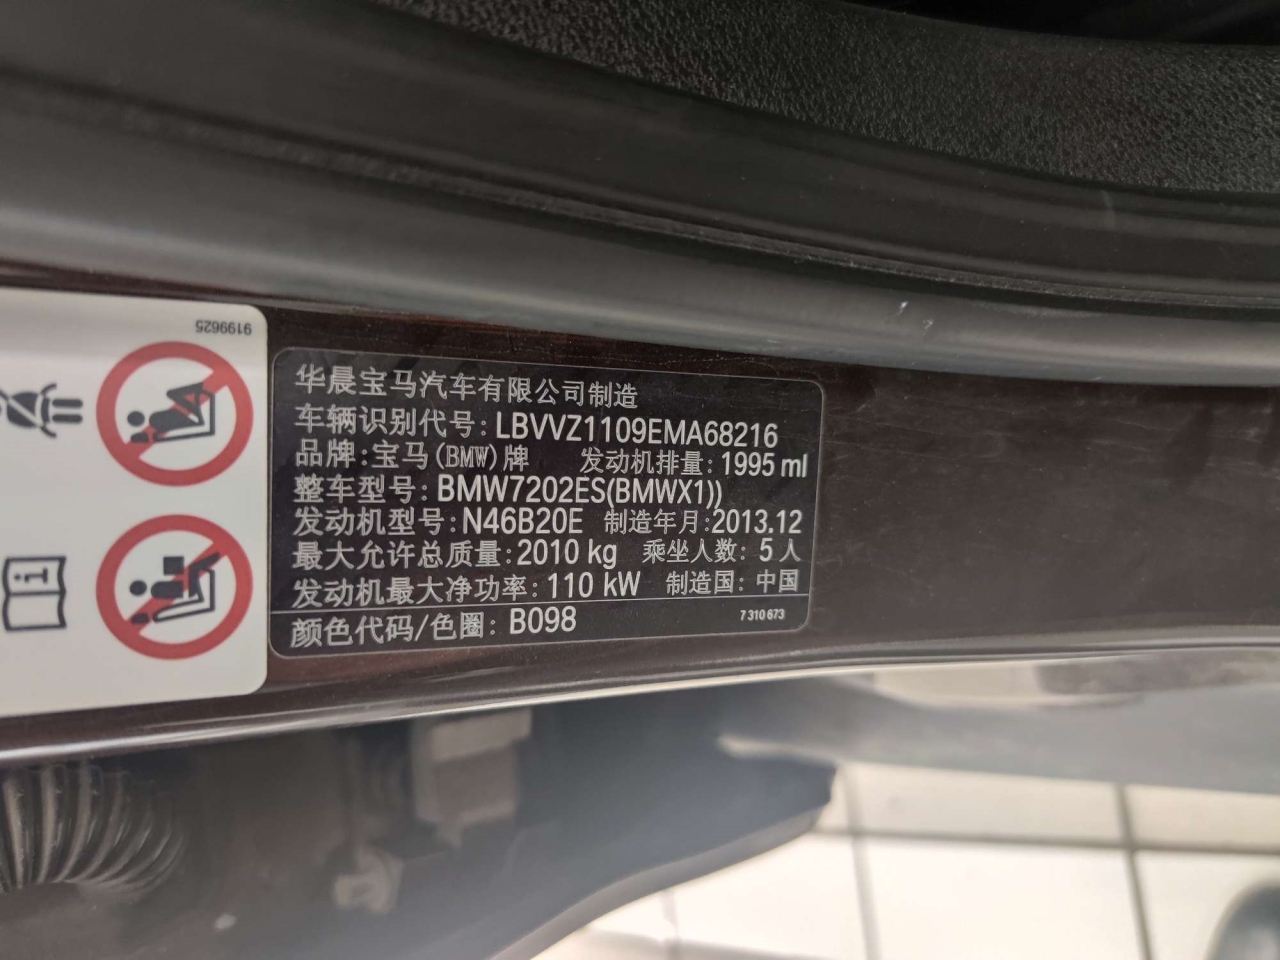 9199625
华晨宝马汽车有限公司制造
车辆识别代号: LBVVZ1109EMA68216
品牌: 宝马(BMW)牌 发动机排量: 1995 ml
整车型号: BMW7202ES(BMWX1))
发动机型号: N46B20E 制造年月: 2013.12
最大允许总质量: 2010 kg 乘坐人数: 5 人
发动机最大净功率: 110 kW 制造国: 中国
颜色代码/色圈: B098 7310673